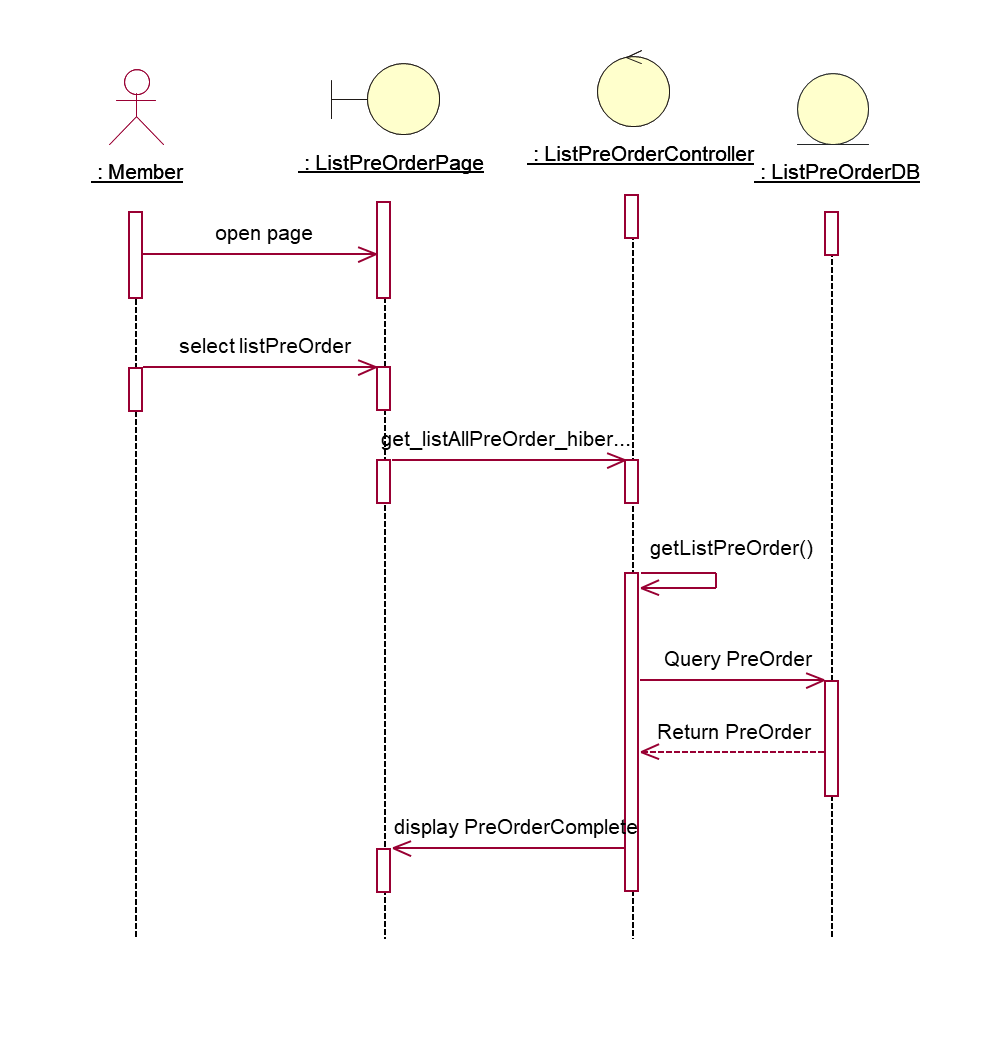 : Member
: ListPreOrderPage
: ListPreOrderController
: ListPreOrderDB
open page
select listPreOrder
get_listAllPreOrder_hiber...
getListPreOrder()
Query PreOrder
Return PreOrder
display PreOrderComplete